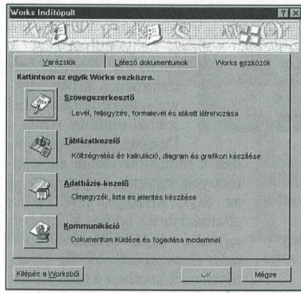 Works Indítópult
Varázslók
Létező dokumentumok
Works eszközök
Kattintson az egyik Works eszközre.
Szövegszerkesztő
Levél, feljegyzés, formalevél és etikett létrehozása
Táblázatkezelő
Költségvetés és kalkuláció, diagram és grafikon készítése
Adatbázis-kezelő
Címjegyzék, lista és jelentés készítése
Kommunikáció
Dokumentum küldése és fogadása modemmel
Kilépés a Worksből
OK
Mégse